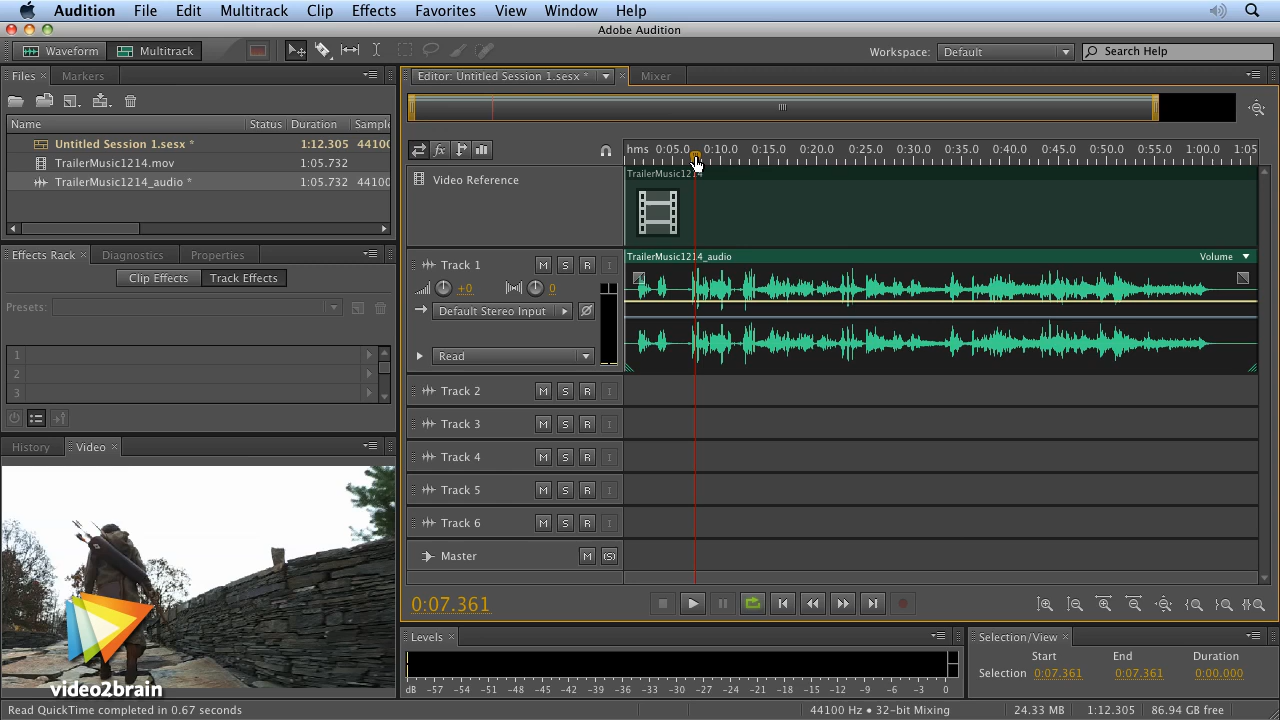 Audition File Edit Multitrack Clip Effects Favorites View Window Help
Adobe Audition
Waveform Multitrack Workspace: Default Search Help
Files × Markers
Name Status Duration Sample
Untitled Session 1.sesx * 1:12.305 44100
TrailerMusic1214.mov 1:05.732
TrailerMusic1214_audio * 1:05.732 44100
Effects Rack × Diagnostics Properties
Clip Effects Track Effects
Presets:
1
2
3
History Video ×
video2brain
Editor: Untitled Session 1.sesx * × Mixer
fx hms 0:05.0 0:10.0 0:15.0 0:20.0 0:25.0 0:30.0 0:35.0 0:40.0 0:45.0 0:50.0 0:55.0 1:00.0 1:05
Video Reference TrailerMusic1214
Track 1 M S R I TrailerMusic1214_audio Volume
+0 0
Default Stereo Input
Read
Track 2 M S R I
Track 3 M S R I
Track 4 M S R I
Track 5 M S R I
Track 6 M S R I
Master M (S)
0:07.361
Levels ×
dB -57 -54 -51 -48 -45 -42 -39 -36 -33 -30 -27 -24 -21 -18 -15 -12 -9 -6 -3 0
Selection/View ×
Start End Duration
Selection 0:07.361 0:07.361 0:00.000
Read QuickTime completed in 0.67 seconds 44100 Hz • 32-bit Mixing 24.33 MB 1:12.305 86.94 GB free